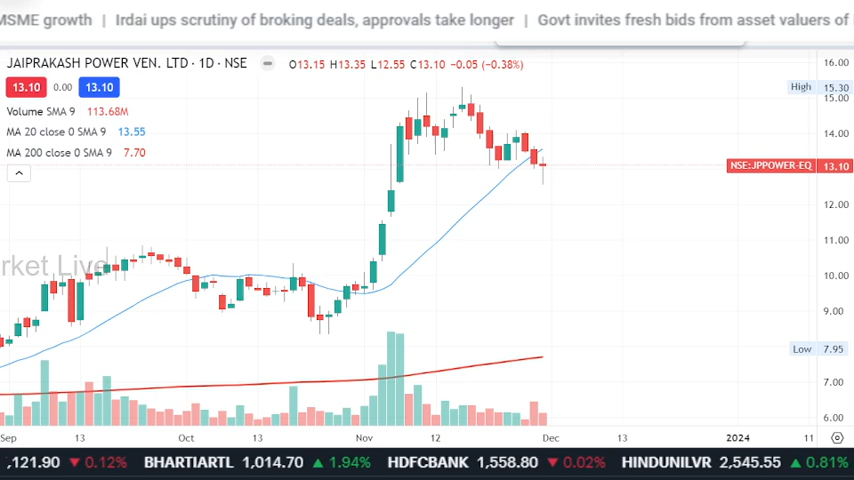 MSME growth | Irdai ups scrutiny of broking deals, approvals take longer | Govt invites fresh bids from asset valuers of
JAIPRAKASH POWER VEN. LTD · 1D · NSE O13.15 H13.35 L12.55 C13.10 −0.05 (−0.38%)
13.10 0.00 13.10
Volume SMA 9 113.68M
MA 20 close 0 SMA 9 13.55
MA 200 close 0 SMA 9 7.70
16.00
High 15.30
15.00
14.00
NSE:JPPOWER-EQ 13.10
12.00
11.00
rket Live
10.00
9.00
Low 7.95
7.00
6.00
Sep 13 Oct 13 Nov 12 Dec 13 2024 11
,121.90 ▼ 0.12% BHARTIARTL 1,014.70 ▲ 1.94% HDFCBANK 1,558.80 ▼ 0.02% HINDUNILVR 2,545.55 ▲ 0.81%